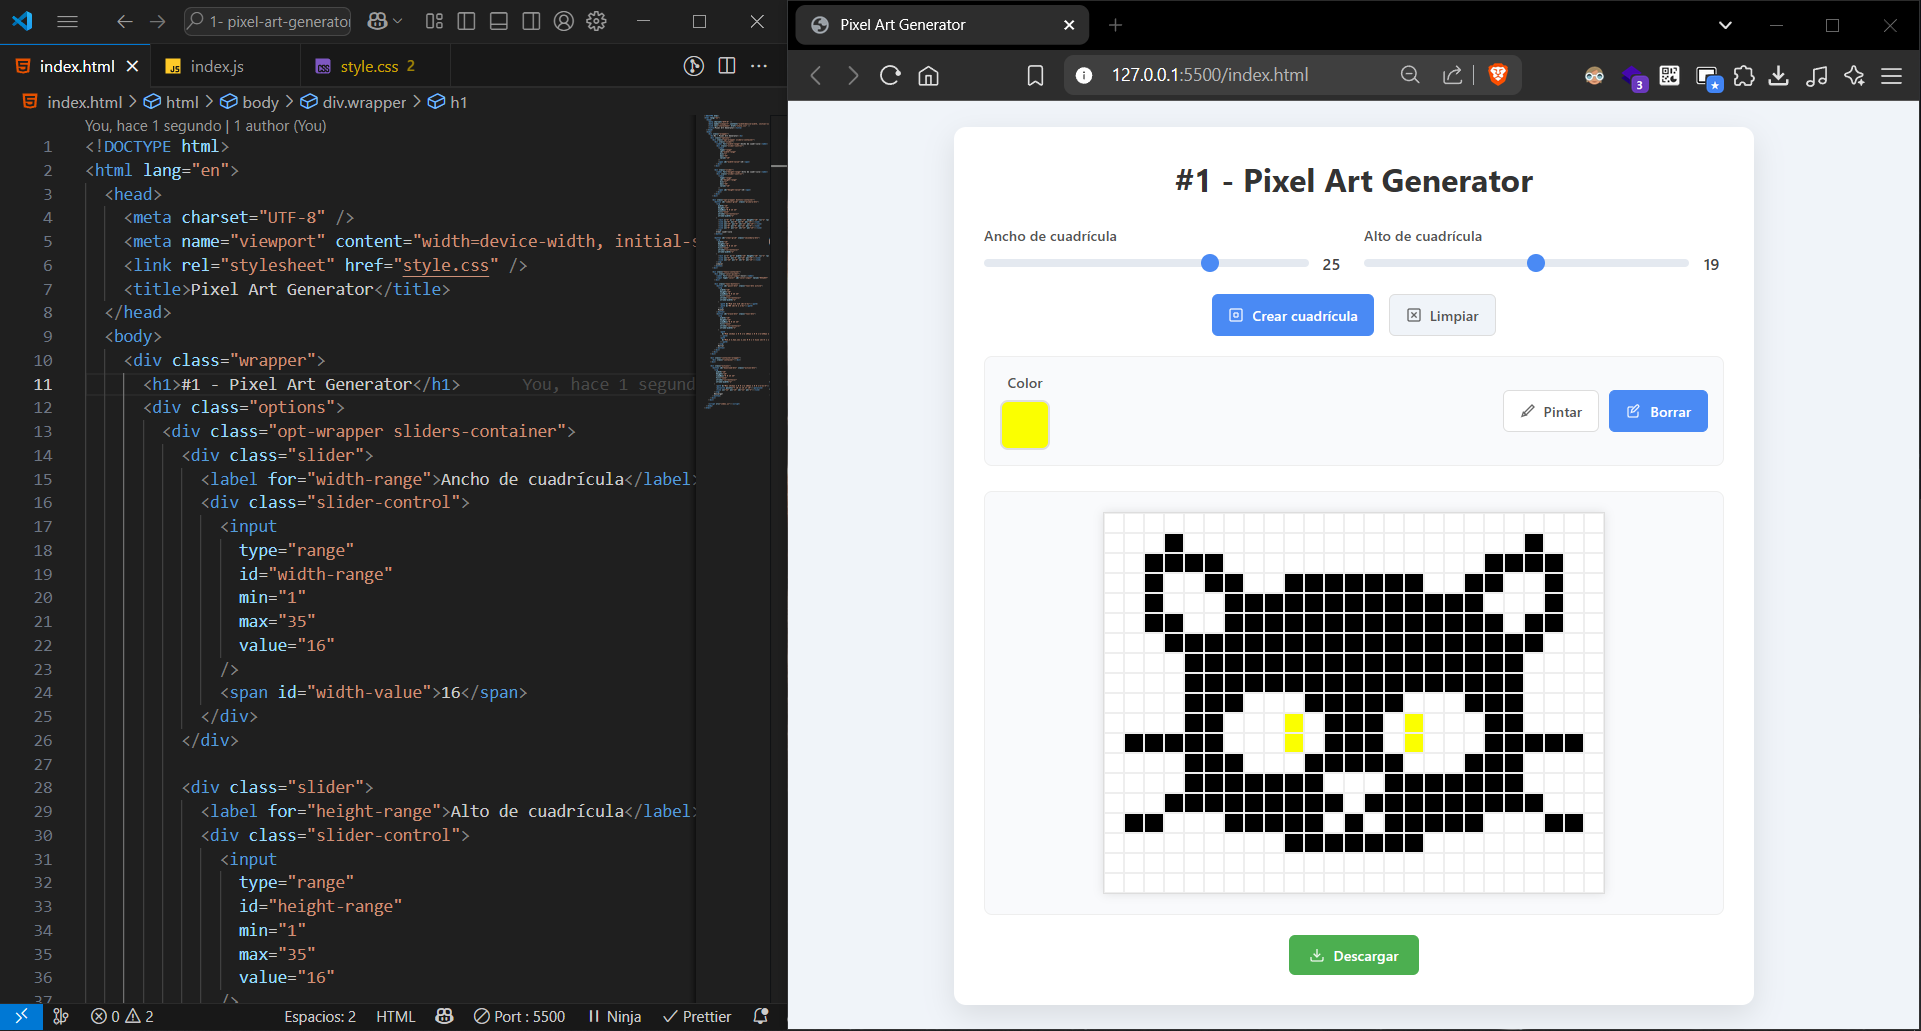 1- pixel-art-generator
index.html
index.js
style.css 2
index.html > html > body > div.wrapper > h1
You, hace 1 segundo | 1 author (You)
1 <!DOCTYPE html>
2 <html lang="en">
3 <head>
4 <meta charset="UTF-8" />
5 <meta name="viewport" content="width=device-width, initial-s
6 <link rel="stylesheet" href="style.css" />
7 <title>Pixel Art Generator</title>
8 </head>
9 <body>
10 <div class="wrapper">
11 <h1>#1 - Pixel Art Generator</h1> You, hace 1 segund
12 <div class="options">
13 <div class="opt-wrapper sliders-container">
14 <div class="slider">
15 <label for="width-range">Ancho de cuadrícula</label>
16 <div class="slider-control">
17 <input
18 type="range"
19 id="width-range"
20 min="1"
21 max="35"
22 value="16"
23 />
24 <span id="width-value">16</span>
25 </div>
26 </div>
27
28 <div class="slider">
29 <label for="height-range">Alto de cuadrícula</label>
30 <div class="slider-control">
31 <input
32 type="range"
33 id="height-range"
34 min="1"
35 max="35"
36 value="16"
37 />
0 2
Espacios: 2
HTML
Port : 5500
Ninja
Prettier
Pixel Art Generator
127.0.0.1:5500/index.html
3
#1 - Pixel Art Generator
Ancho de cuadrícula
25
Alto de cuadrícula
19
Crear cuadrícula
Limpiar
Color
Pintar
Borrar
Descargar